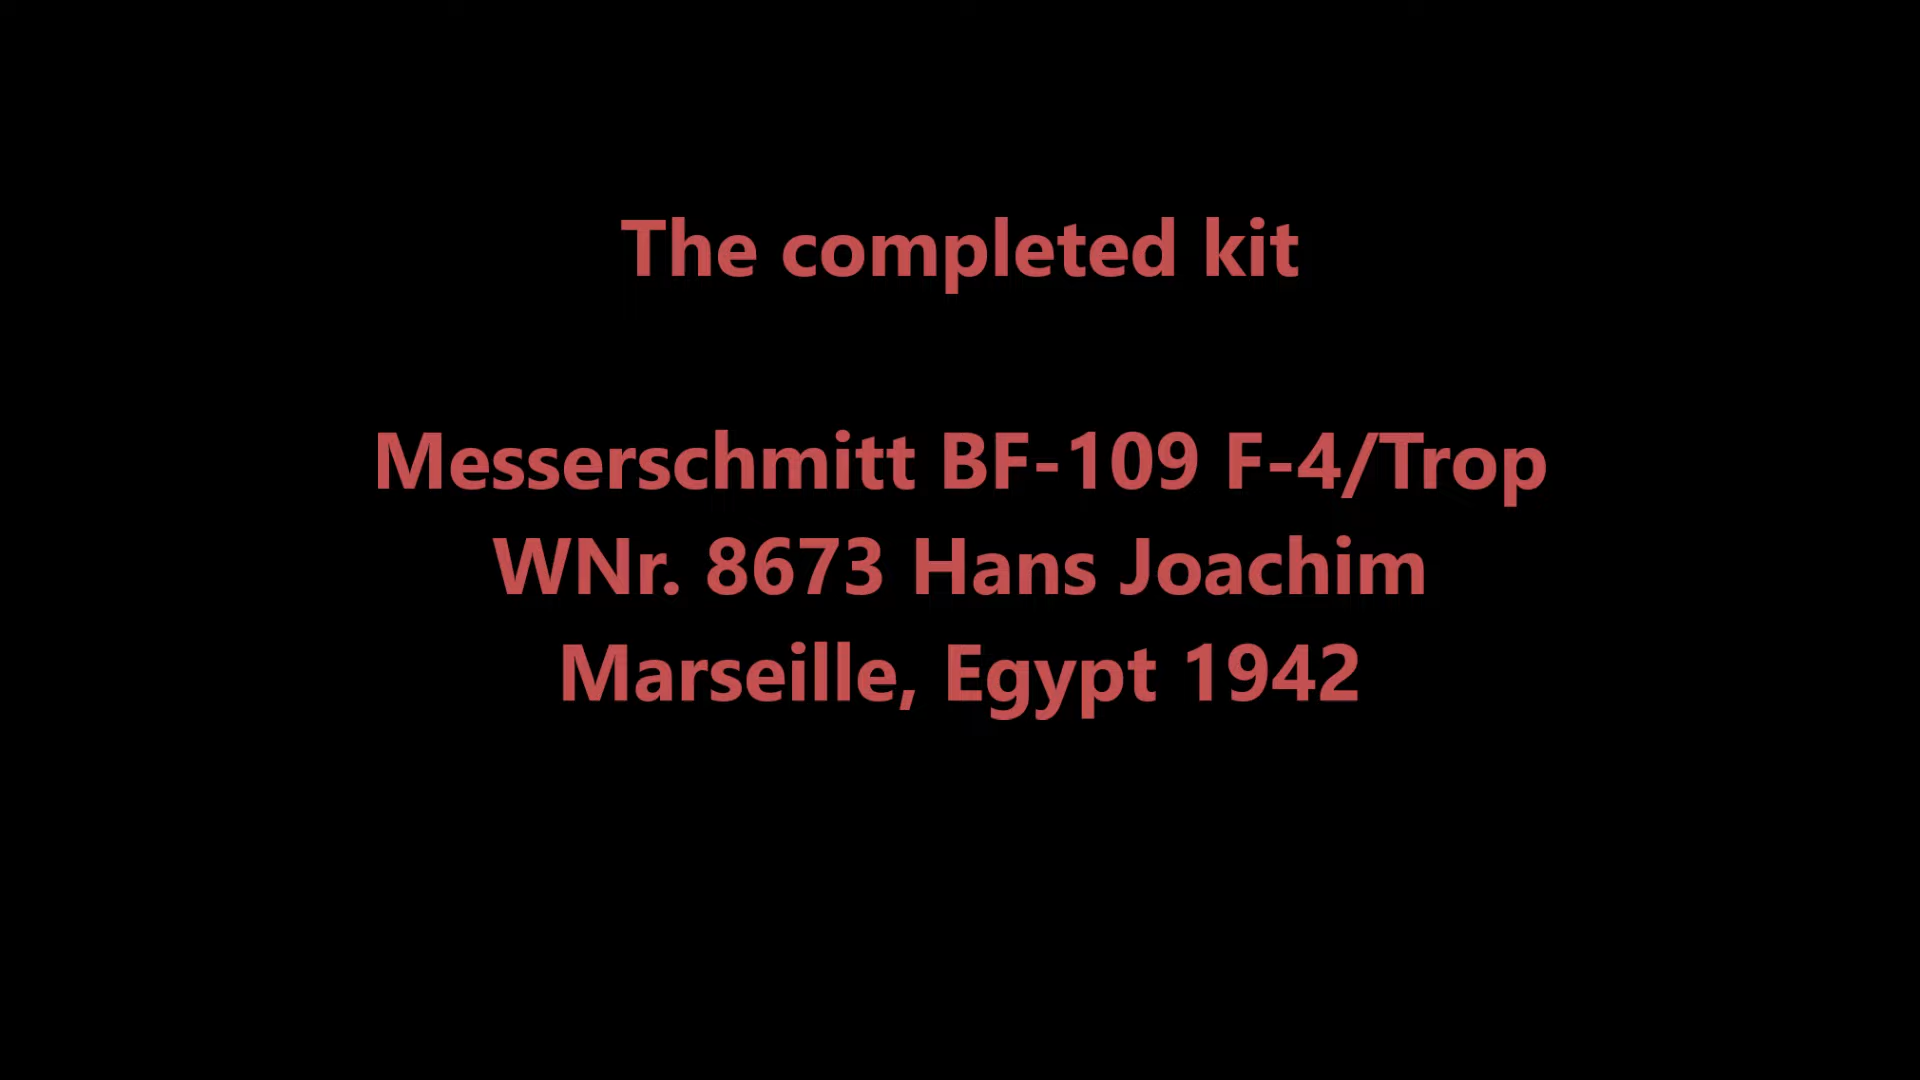 The completed kit
Messerschmitt BF-109 F-4/Trop
WNr. 8673 Hans Joachim
Marseille, Egypt 1942